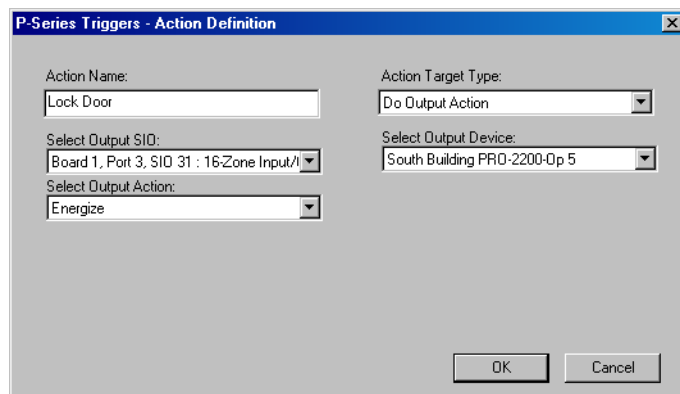 P-Series Triggers - Action Definition
Action Name:
Lock Door
Action Target Type:
Do Output Action
Select Output SIO:
Board 1, Port 3, SIO 31 : 16-Zone Input/
Select Output Device:
South Building PRO-2200-Op 5
Select Output Action:
Energize
OK
Cancel